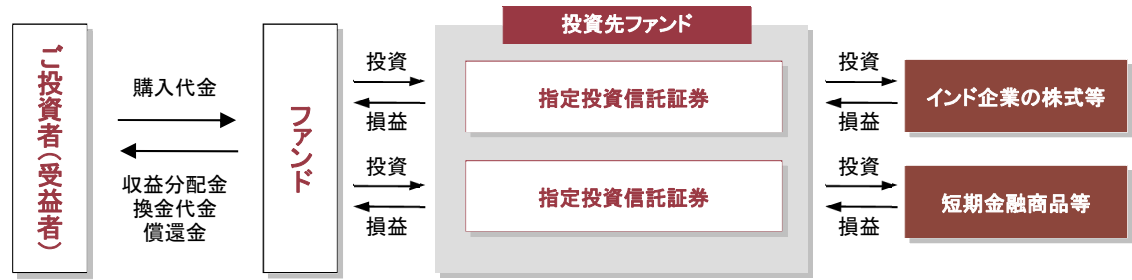 ご投資者(受益者)
購入代金
収益分配金
換金代金
償還金
ファンド
投資
損益
投資
損益
投資先ファンド
指定投資信託証券
指定投資信託証券
投資
損益
投資
損益
インド企業の株式等
短期金融商品等